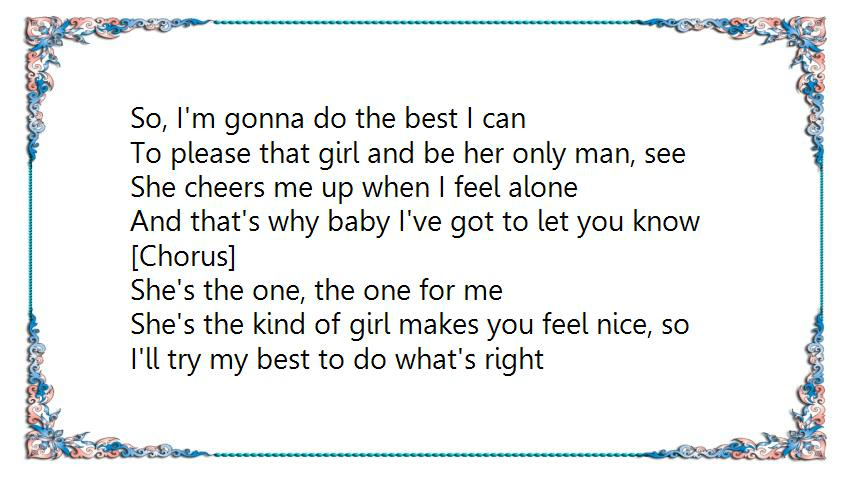 So, I'm gonna do the best I can
To please that girl and be her only man, see
She cheers me up when I feel alone
And that's why baby I've got to let you know
[Chorus]
She's the one, the one for me
She's the kind of girl makes you feel nice, so
I'll try my best to do what's right